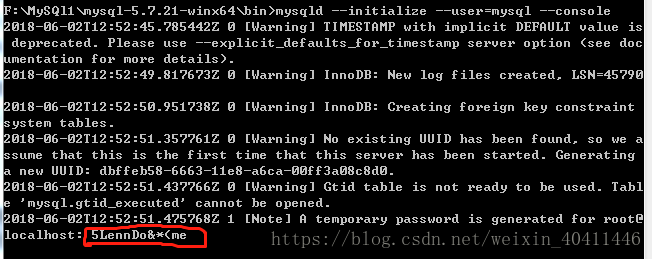 F:\MySQl1\mysql-5.7.21-winx64\bin>mysqld --initialize --user=mysql --console
2018-06-02T12:52:45.785442Z 0 [Warning] TIMESTAMP with implicit DEFAULT value is
 deprecated. Please use --explicit_defaults_for_timestamp server option (see doc
umentation for more details).
2018-06-02T12:52:49.817673Z 0 [Warning] InnoDB: New log files created, LSN=45790
2018-06-02T12:52:50.951738Z 0 [Warning] InnoDB: Creating foreign key constraint
system tables.
2018-06-02T12:52:51.357761Z 0 [Warning] No existing UUID has been found, so we a
ssume that this is the first time that this server has been started. Generating
a new UUID: dbffeb58-6663-11e8-a6ca-00ff3a08c8d0.
2018-06-02T12:52:51.437766Z 0 [Warning] Gtid table is not ready to be used. Tabl
e 'mysql.gtid_executed' cannot be opened.
2018-06-02T12:52:51.475768Z 1 [Note] A temporary password is generated for root@
localhost: 5LennDo&*(me
https://blog.csdn.net/weixin_40411446